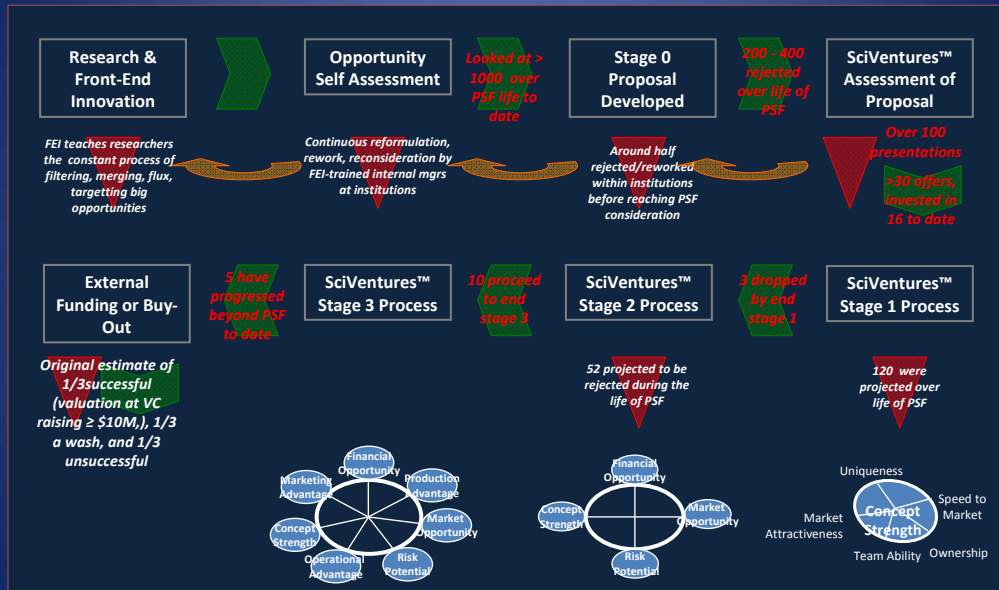 Research &
Front-End
Innovation
Opportunity
Self Assessment
Looked at >
1000 over
PSF life to
date
Stage 0
Proposal
Developed
200 - 400
rejected
over life of
PSF
SciVentures™
Assessment of
Proposal
FEI teaches researchers
the constant process of
filtering, merging, flux,
targetting big
opportunities
Continuous reformulation,
rework, reconsideration by
FEI-trained internal mgrs
at institutions
Around half
rejected/reworked
within institutions
before reaching PSF
consideration
Over 100
presentations
>30 offers,
invested in
16 to date
External
Funding or Buy-
Out
5 have
progressed
beyond PSF
to date
SciVentures™
Stage 3 Process
10 proceed
to end
stage 3
SciVentures™
Stage 2 Process
3 dropped
by end
stage 1
SciVentures™
Stage 1 Process
Original estimate of
1/3successful
(valuation at VC
raising ≥ $10M,), 1/3
a wash, and 1/3
unsuccessful
52 projected to be
rejected during the
life of PSF
120 were
projected over
life of PSF
Financial
Opportunity
Marketing
Advantage
Production
Advantage
Concept
Strength
Market
Opportunity
Operational
Advantage
Risk
Potential
Financial
Opportunity
Concept
Strength
Market
Opportunity
Risk
Potential
Uniqueness
Speed to
Market
Concept
Strength
Market
Attractiveness
Team Ability
Ownership